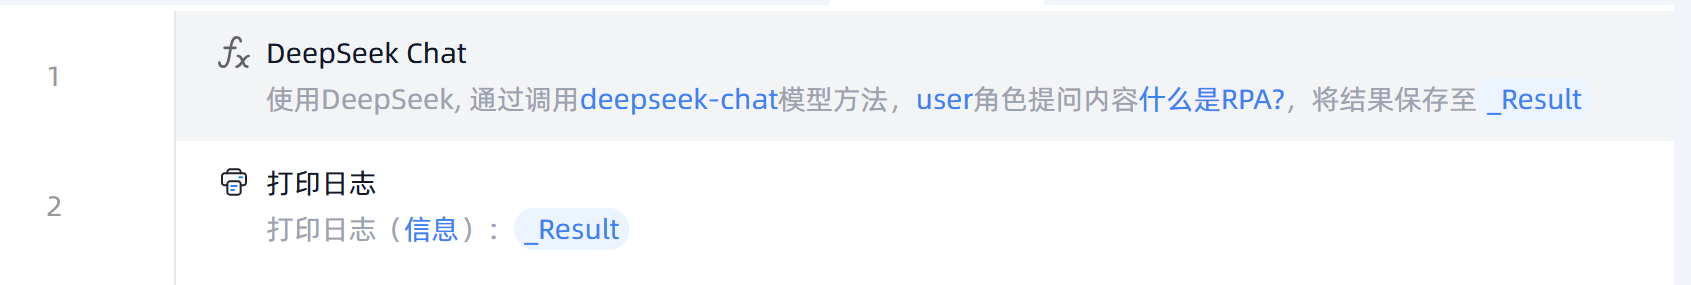 1
DeepSeek Chat
使用DeepSeek, 通过调用deepseek-chat模型方法，user角色提问内容什么是RPA?，将结果保存至 _Result
2
打印日志
打印日志（信息）： _Result